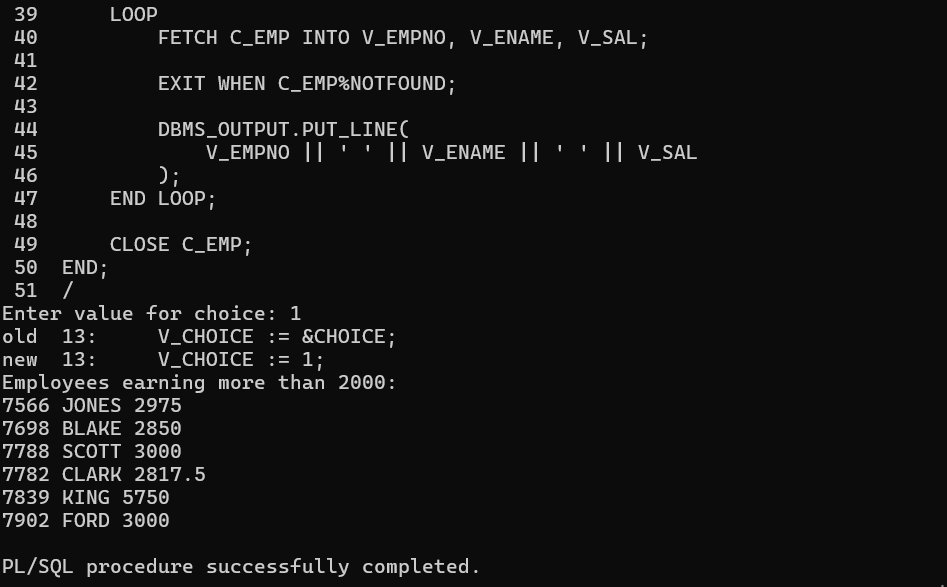 39      LOOP
40          FETCH C_EMP INTO V_EMPNO, V_ENAME, V_SAL;
41
42          EXIT WHEN C_EMP%NOTFOUND;
43
44          DBMS_OUTPUT.PUT_LINE(
45              V_EMPNO || ' ' || V_ENAME || ' ' || V_SAL
46          );
47      END LOOP;
48
49      CLOSE C_EMP;
50  END;
51  /
Enter value for choice: 1
old  13:     V_CHOICE := &CHOICE;
new  13:     V_CHOICE := 1;
Employees earning more than 2000:
7566 JONES 2975
7698 BLAKE 2850
7788 SCOTT 3000
7782 CLARK 2817.5
7839 KING 5750
7902 FORD 3000

PL/SQL procedure successfully completed.